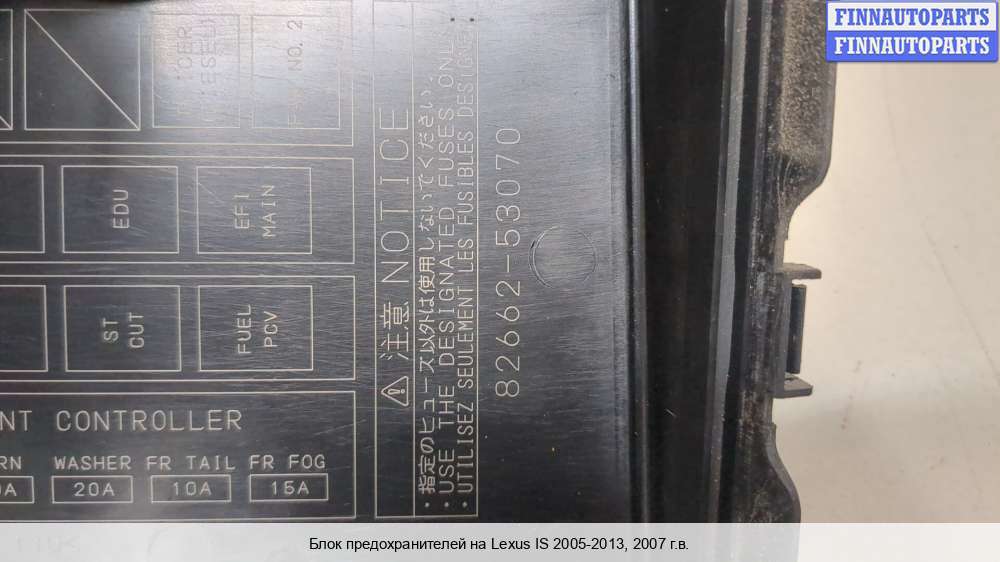 FINNAUTOPARTS
FINNAUTOPARTS
FAN NO. 2
EDU
EFI
MAIN
ST
CUT
FUEL
PCV
CONTROLLER
WASHER FR TAIL FR FOG
20A 10A 15A
⚠ 注意 NOTICE
・指定のヒューズ以外は使用しないでください。
・USE THE DESIGNATED FUSES ONLY.
・UTILISEZ SEULEMENT LES FUSIBLES
82662-53070
Блок предохранителей на Lexus IS 2005-2013, 2007 г.в.